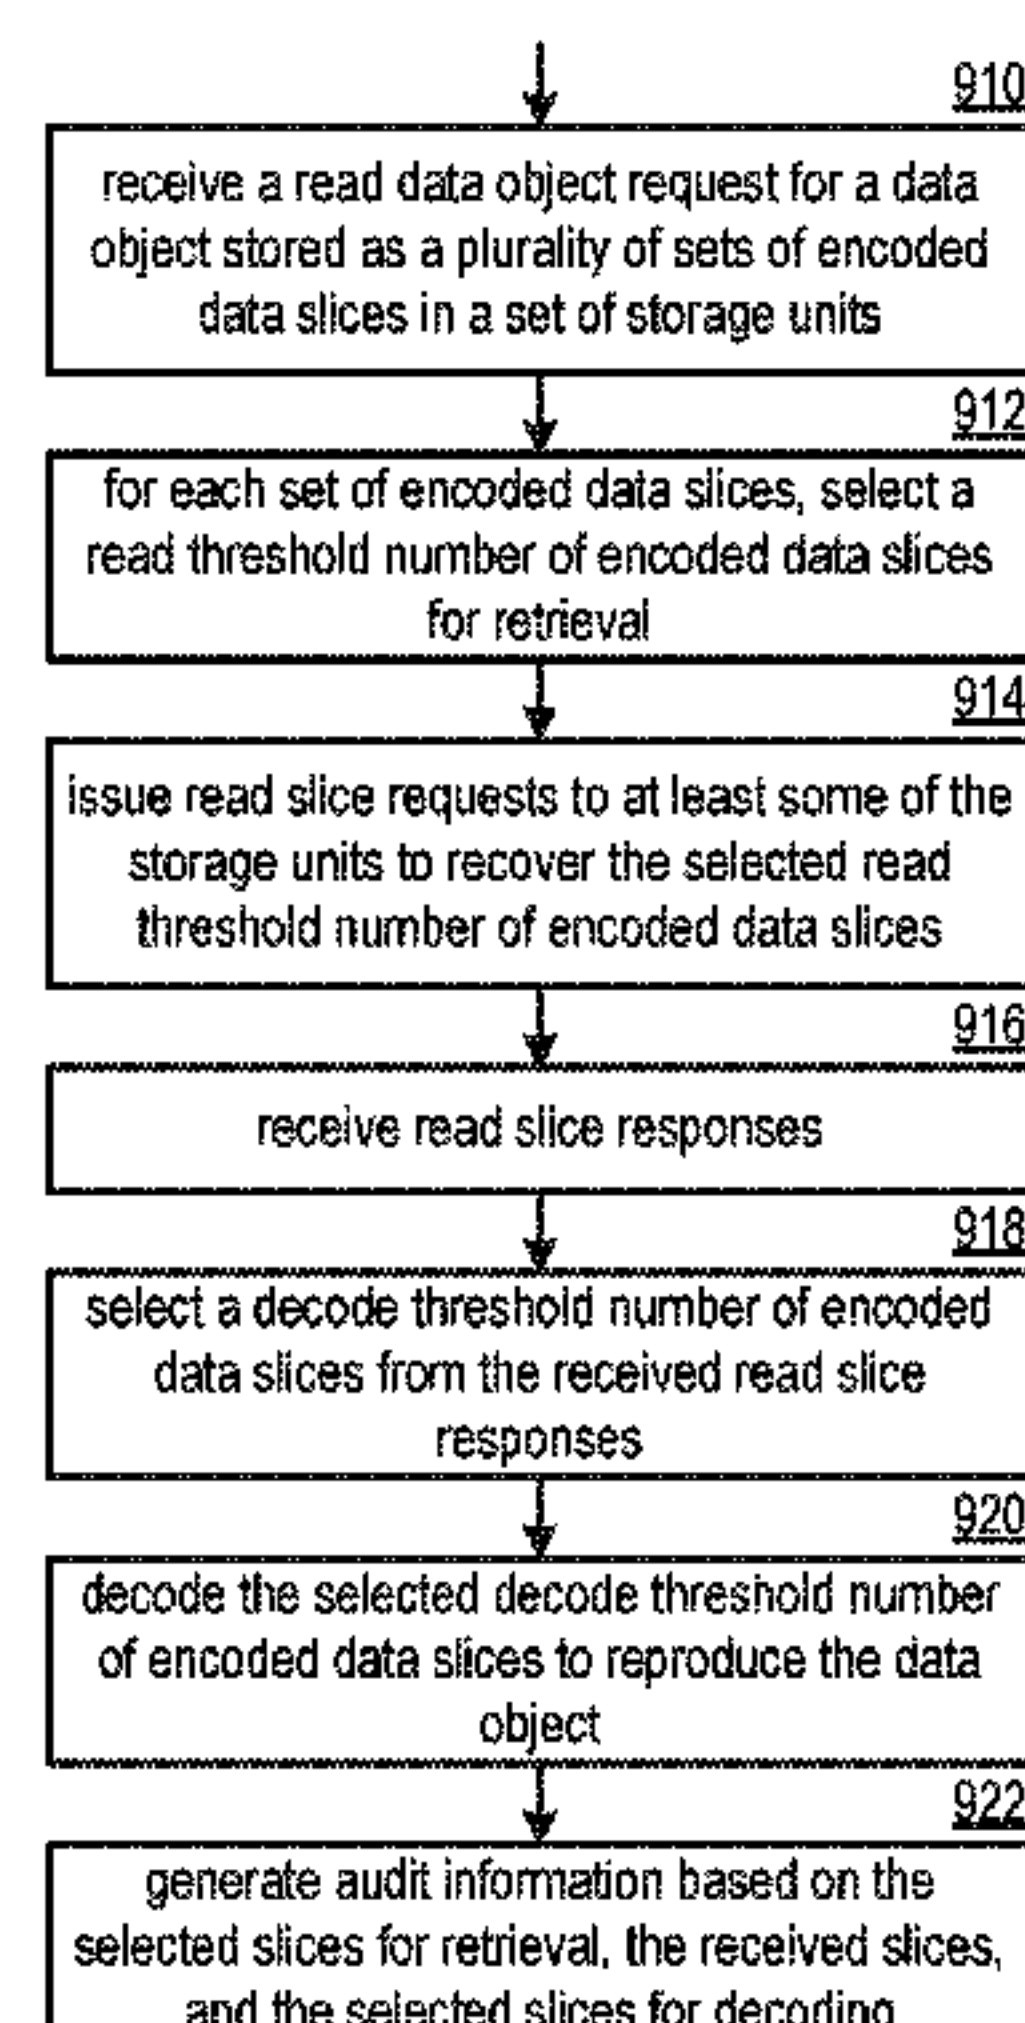 910
receive a read data object request for a data
object stored as a plurality of sets of encoded
data slices in a set of storage units
912
for each set of encoded data slices, select a
read threshold number of encoded data slices
for retrieval
914
issue read slice requests to at least some of the
storage units to recover the selected read
threshold number of encoded data slices
916
receive read slice responses
918
select a decode threshold number of encoded
data slices from the received read slice
responses
920
decode the selected decode threshold number
of encoded data slices to reproduce the data
object
922
generate audit information based on the
selected slices for retrieval, the received slices,
and the selected slices for decoding